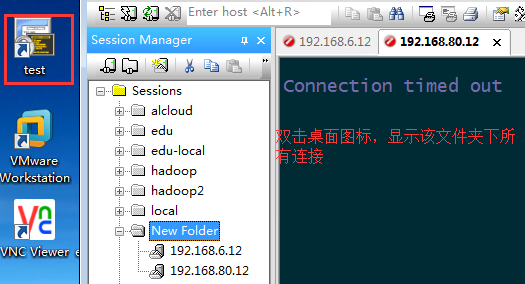 Enter host <Alt+R>
test
VMware
Workstation
VNC Viewer e
Session Manager
Sessions
alcloud
edu
edu-local
hadoop
hadoop2
local
New Folder
192.168.6.12
192.168.80.12
192.168.6.12
192.168.80.12
Connection timed out
双击桌面图标，显示该文件夹下所
有连接